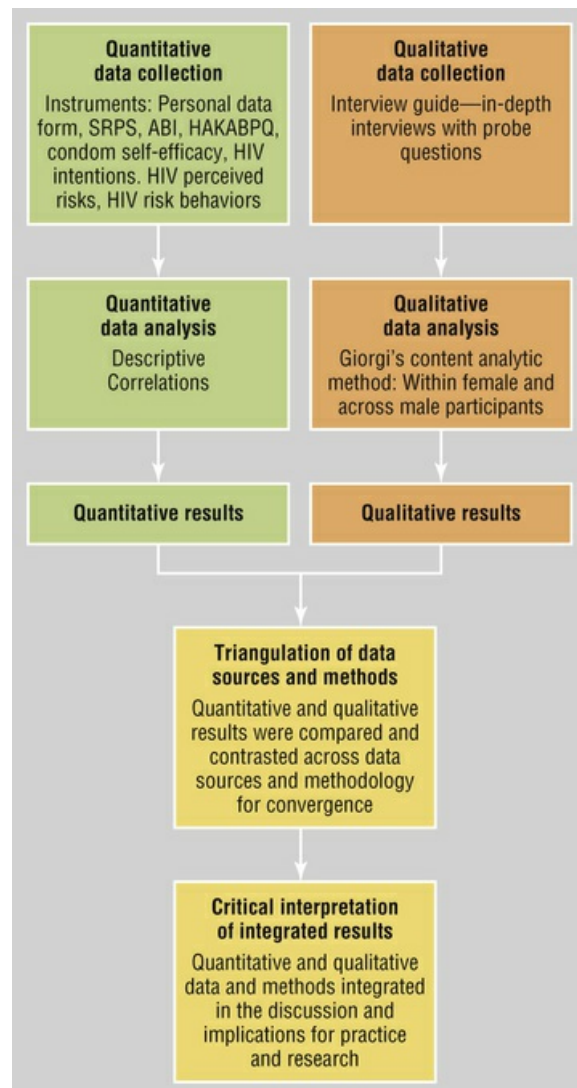 Quantitative
data collection
Instruments: Personal data
form, SRPS, ABI, HAKABPQ,
condom self-efficacy, HIV
intentions. HIV perceived
risks, HIV risk behaviors
Qualitative
data collection
Interview guide—in-depth
interviews with probe
questions
Quantitative
data analysis
Descriptive
Correlations
Qualitative
data analysis
Giorgi's content analytic
method: Within female and
across male participants
Quantitative results
Qualitative results
Triangulation of data
sources and methods
Quantitative and qualitative
results were compared and
contrasted across data
sources and methodology
for convergence
Critical interpretation
of integrated results
Quantitative and qualitative
data and methods integrated
in the discussion and
implications for practice
and research